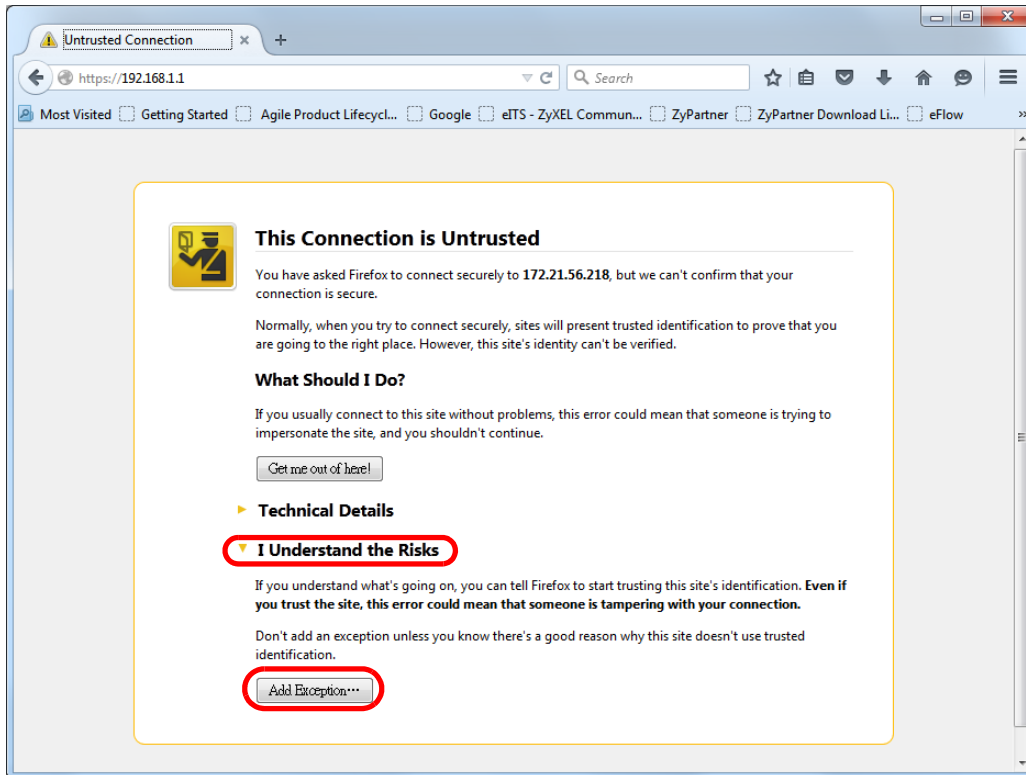 Untrusted Connection
https://192.168.1.1
Search
Most Visited Getting Started Agile Product Lifecycl... Google eITS - ZyXEL Commun... ZyPartner ZyPartner Download Li... eFlow »
This Connection is Untrusted
You have asked Firefox to connect securely to 172.21.56.218, but we can't confirm that your
connection is secure.
Normally, when you try to connect securely, sites will present trusted identification to prove that you
are going to the right place. However, this site's identity can't be verified.
What Should I Do?
If you usually connect to this site without problems, this error could mean that someone is trying to
impersonate the site, and you shouldn't continue.
Get me out of here!
Technical Details
I Understand the Risks
If you understand what's going on, you can tell Firefox to start trusting this site's identification. Even if
you trust the site, this error could mean that someone is tampering with your connection.
Don't add an exception unless you know there's a good reason why this site doesn't use trusted
identification.
Add Exception⋯